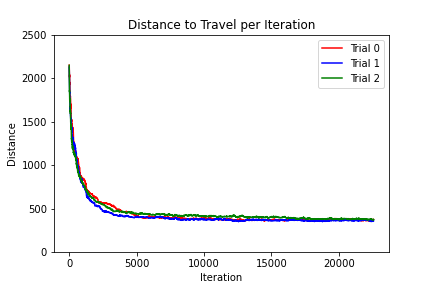 Distance to Travel per Iteration
2500
2000
1500
1000
500
0
Distance
0 5000 10000 15000 20000
Iteration
Trial 0
Trial 1
Trial 2